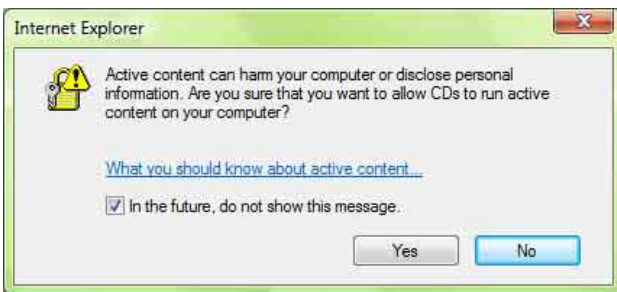 Internet Explorer
Active content can harm your computer or disclose personal
information. Are you sure that you want to allow CDs to run active
content on your computer?
What you should know about active content...
In the future, do not show this message.
Yes No